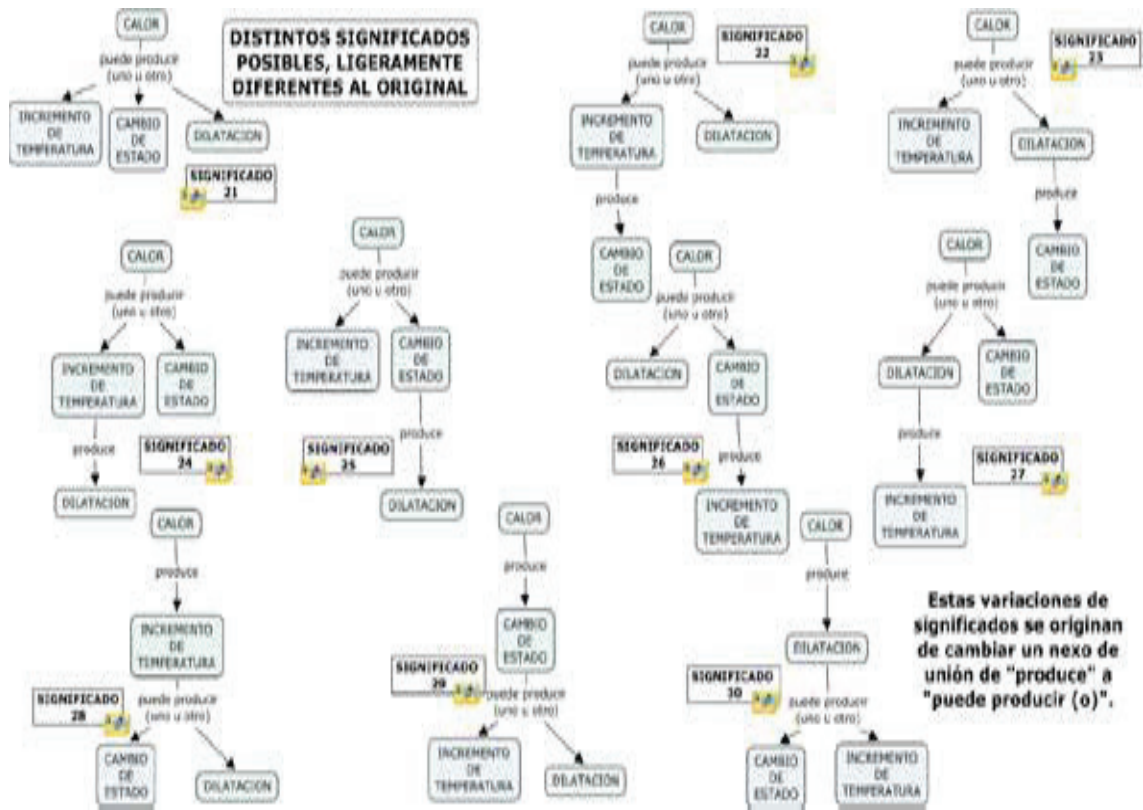 CALOR
puede producir
(uno u otro)
INCREMENTO
DE
TEMPERATURA
CAMBIO
DE
ESTADO
DILATACION
SIGNIFICADO
21
DISTINTOS SIGNIFICADOS
POSIBLES, LIGERAMENTE
DIFERENTES AL ORIGINAL
CALOR
puede producir
(uno u otro)
SIGNIFICADO
22
INCREMENTO
DE
TEMPERATURA
DILATACION
produce
CAMBIO
DE
ESTADO
CALOR
puede producir
(uno u otro)
SIGNIFICADO
23
INCREMENTO
DE
TEMPERATURA
DILATACION
produce
CAMBIO
DE
ESTADO
CALOR
puede producir
(uno u otro)
INCREMENTO
DE
TEMPERATURA
CAMBIO
DE
ESTADO
produce
SIGNIFICADO
24
DILATACION
CALOR
puede producir
(uno u otro)
INCREMENTO
DE
TEMPERATURA
CAMBIO
DE
ESTADO
SIGNIFICADO
25
produce
DILATACION
CALOR
puede producir
(uno u otro)
DILATACION
CAMBIO
DE
ESTADO
SIGNIFICADO
26
produce
INCREMENTO
DE
TEMPERATURA
CALOR
puede producir
(uno u otro)
DILATACION
CAMBIO
DE
ESTADO
produce
SIGNIFICADO
27
INCREMENTO
DE
TEMPERATURA
CALOR
produce
INCREMENTO
DE
TEMPERATURA
SIGNIFICADO
28
puede producir
(uno u otro)
CAMBIO
DE
ESTADO
DILATACION
CALOR
produce
CAMBIO
DE
ESTADO
SIGNIFICADO
29
puede producir
(uno u otro)
INCREMENTO
DE
TEMPERATURA
DILATACION
CALOR
produce
DILATACION
SIGNIFICADO
30
puede producir
(uno u otro)
CAMBIO
DE
ESTADO
INCREMENTO
DE
TEMPERATURA
Estas variaciones de
significados se originan
de cambiar un nexo de
unión de "produce" a
"puede producir (o)".